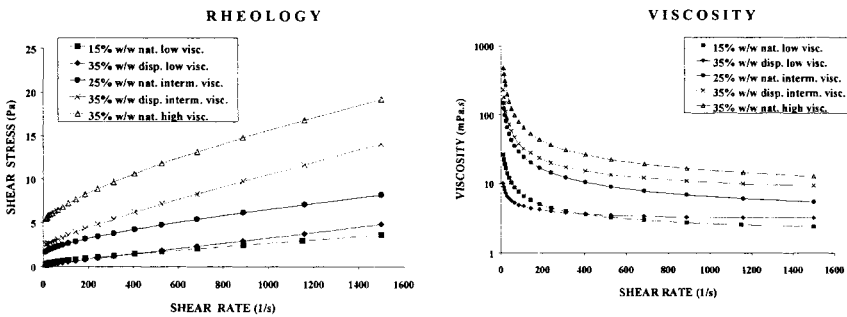 RHEOLOGY
25
20
15
10
5
0
SHEAR STRESS (Pa)
15% w/w nat. low visc.
35% w/w disp. low visc.
25% w/w nat. interm. visc.
35% w/w disp. interm. visc.
35% w/w nat. high visc.
0 200 400 600 800 1000 1200 1400 1600
SHEAR RATE (1/s)
VISCOSITY
1000
100
10
1
VISCOSITY (mPa.s)
15% w/w nat. low visc.
35% w/w disp. low visc.
25% w/w nat. interm. visc.
35% w/w disp. interm. visc.
35% w/w nat. high visc.
0 200 400 600 800 1000 1200 1400 1600
SHEAR RATE (1/s)